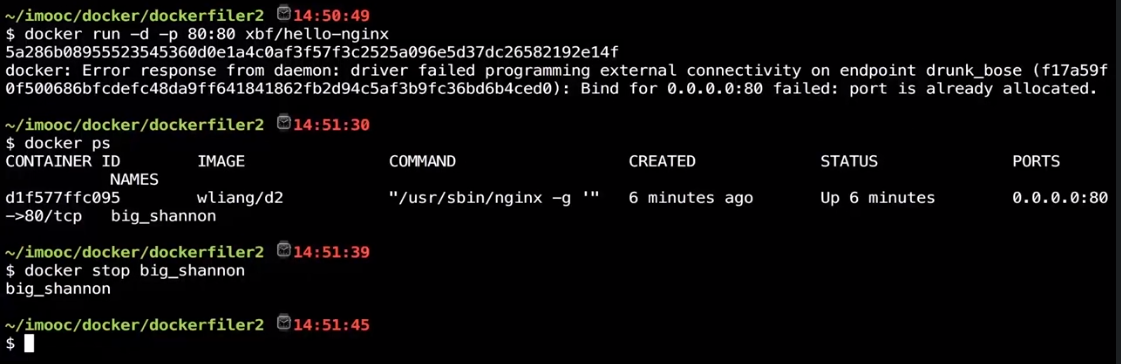 ~/imooc/docker/dockerfiler2 14:50:49
$ docker run -d -p 80:80 xbf/hello-nginx
5a286b08955523545360d0e1a4c0af3f57f3c2525a096e5d37dc26582192e14f
docker: Error response from daemon: driver failed programming external connectivity on endpoint drunk_bose (f17a59f
0f500686bfcdefc48da9ff641841862fb2d94c5af3b9fc36bd6b4ced0): Bind for 0.0.0.0:80 failed: port is already allocated.
~/imooc/docker/dockerfiler2 14:51:30
$ docker ps
CONTAINER ID IMAGE COMMAND CREATED STATUS PORTS
NAMES
d1f577ffc095 wliang/d2 "/usr/sbin/nginx -g '" 6 minutes ago Up 6 minutes 0.0.0.0:80
->80/tcp big_shannon
~/imooc/docker/dockerfiler2 14:51:39
$ docker stop big_shannon
big_shannon
~/imooc/docker/dockerfiler2 14:51:45
$